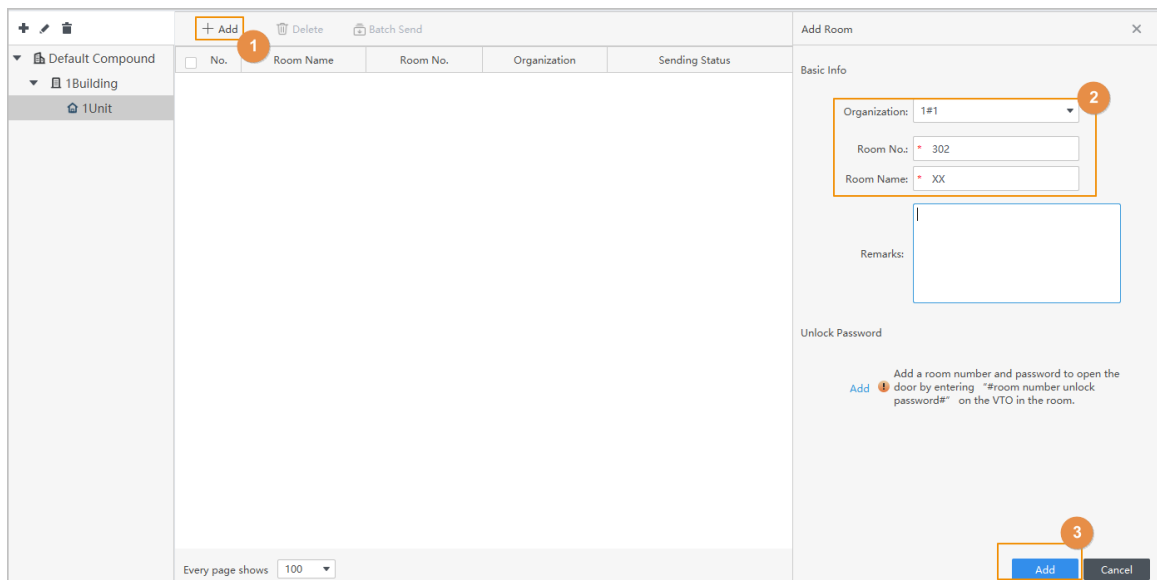 + Add
Delete
Batch Send
1
Default Compound
1Building
1Unit
No.
Room Name
Room No.
Organization
Sending Status
Every page shows
100
Add Room
Basic Info
2
Organization:
1#1
Room No.:
* 302
Room Name:
* XX
Remarks:
Unlock Password
Add
Add a room number and password to open the
door by entering “#room number unlock
password#” on the VTO in the room.
3
Add
Cancel